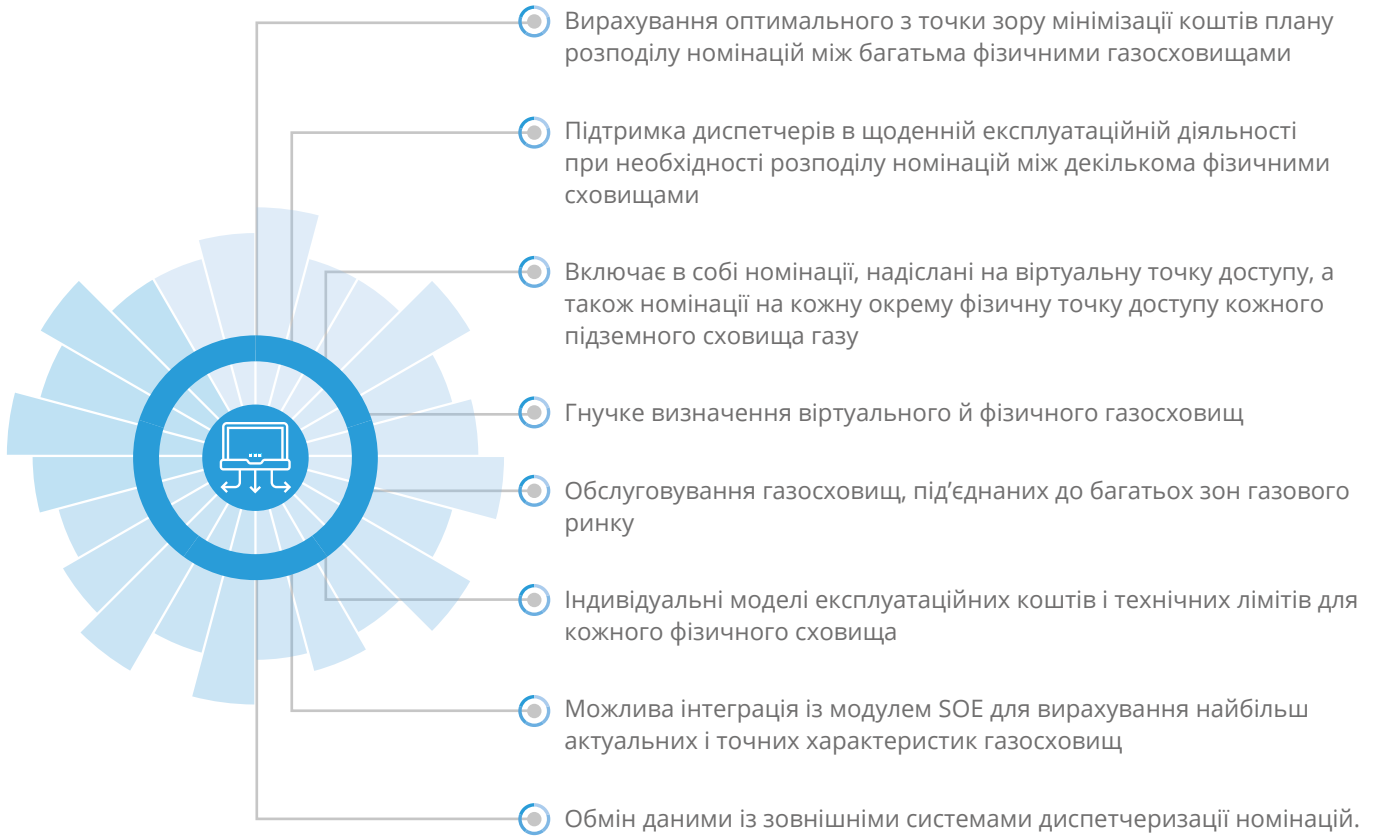 Вирахування оптимального з точки зору мінімізації коштів плану
розподілу номінацій між багатьма фізичними газосховищами
Підтримка диспетчерів в щоденній експлуатаційній діяльності
при необхідності розподілу номінацій між декількома фізичними
сховищами
Включає в собі номінації, надіслані на віртуальну точку доступу, а
також номінації на кожну окрему фізичну точку доступу кожного
підземного сховища газу
Гнучке визначення віртуального й фізичного газосховищ
Обслуговування газосховищ, під’єднаних до багатьох зон газового
ринку
Індивідуальні моделі експлуатаційних коштів і технічних лімітів для
кожного фізичного сховища
Можлива інтеграція із модулем SOE для вирахування найбільш
актуальних і точних характеристик газосховищ
Обмін даними із зовнішніми системами диспетчеризації номінацій.